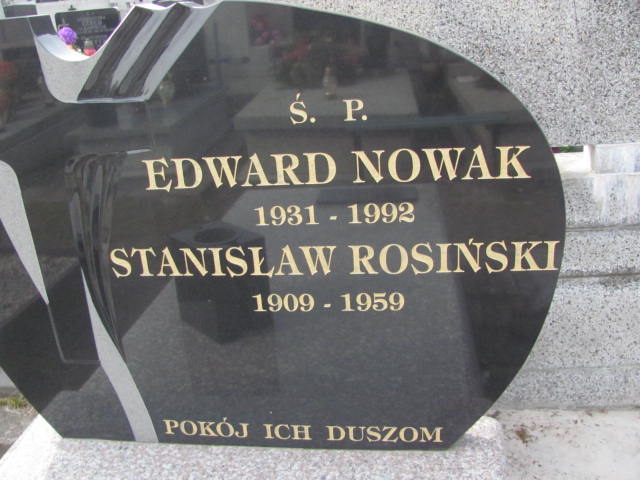 Ś. P.
EDWARD NOWAK
1931 - 1992
STANISŁAW ROSIŃSKI
1909 - 1959
POKÓJ ICH DUSZOM